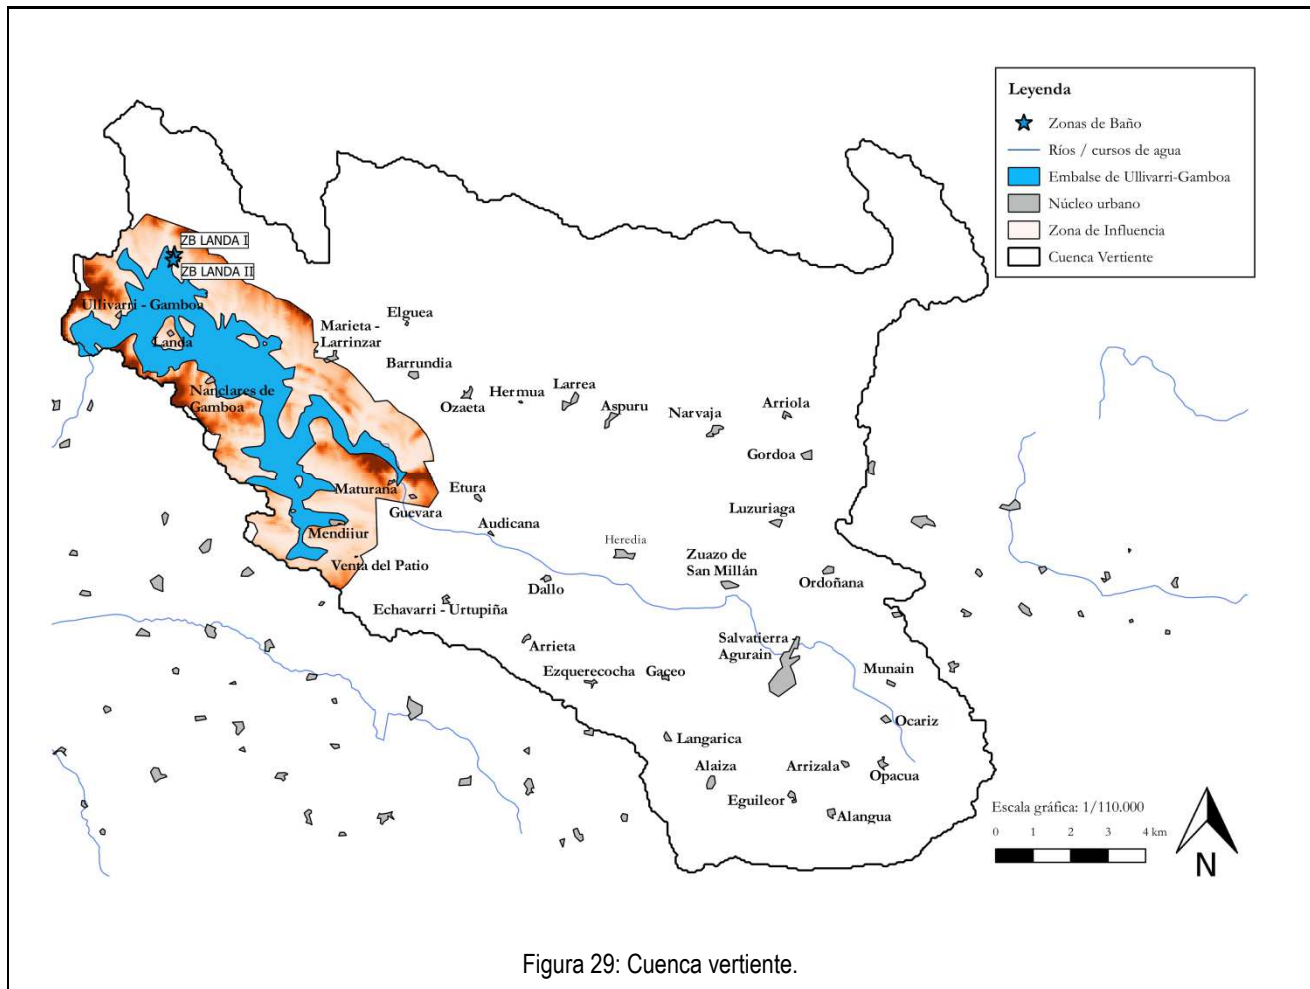 Leyenda
Zonas de Baño
Ríos / cursos de agua
Embalse de Ullivarri-Gamboa
Núcleo urbano
Zona de Influencia
Cuenca Vertiente
ZB LANDA I
ZB LANDA II
Ullivarri - Gamboa
Landa
Nanclares de
Gamboa
Marieta -
Larrinzar
Elguea
Barrundia
Ozaeta
Hermua
Larrea
Aspuru
Narvaja
Arriola
Gordoa
Maturana
Guevara
Etura
Audicana
Luzuriaga
Mendijur
Heredia
Zuazo de
San Millán
Ordoñana
Venta del Patio
Dallo
Echavarri - Urtupiña
Arrieta
Salvatierra -
Agurain
Ezquerecocha
Gaceo
Munain
Ocariz
Langarica
Alaiza
Arrizala
Opacua
Eguileor
Alangua
Escala gráfica: 1/110.000
0 1 2 3 4 km
N
Figura 29: Cuenca vertiente.